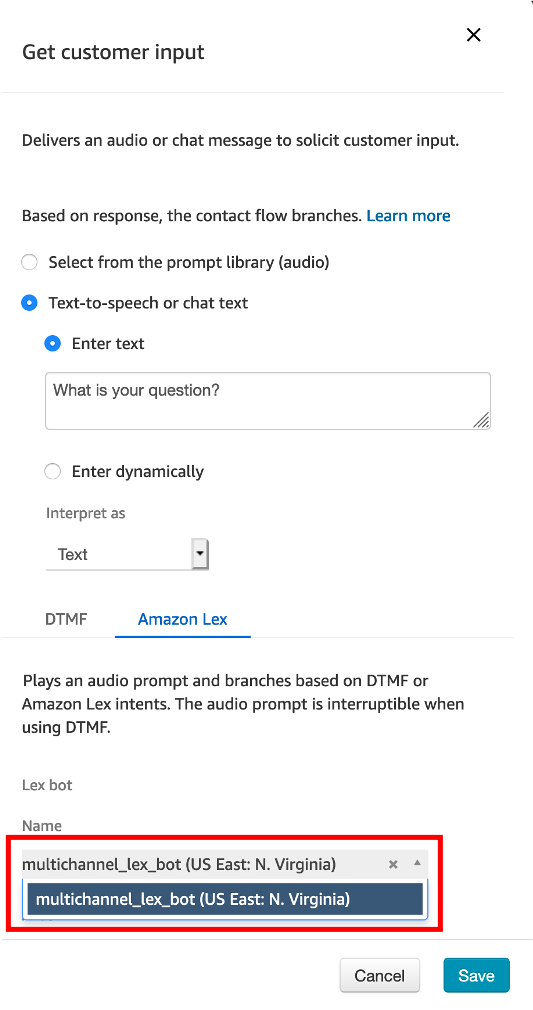 Get customer input
Delivers an audio or chat message to solicit customer input.
Based on response, the contact flow branches. Learn more
Select from the prompt library (audio)
Text-to-speech or chat text
Enter text
What is your question?
Enter dynamically
Interpret as
Text
DTMF Amazon Lex
Plays an audio prompt and branches based on DTMF or
Amazon Lex intents. The audio prompt is interruptible when
using DTMF.
Lex bot
Name
multichannel_lex_bot (US East: N. Virginia)
multichannel_lex_bot (US East: N. Virginia)
Cancel Save